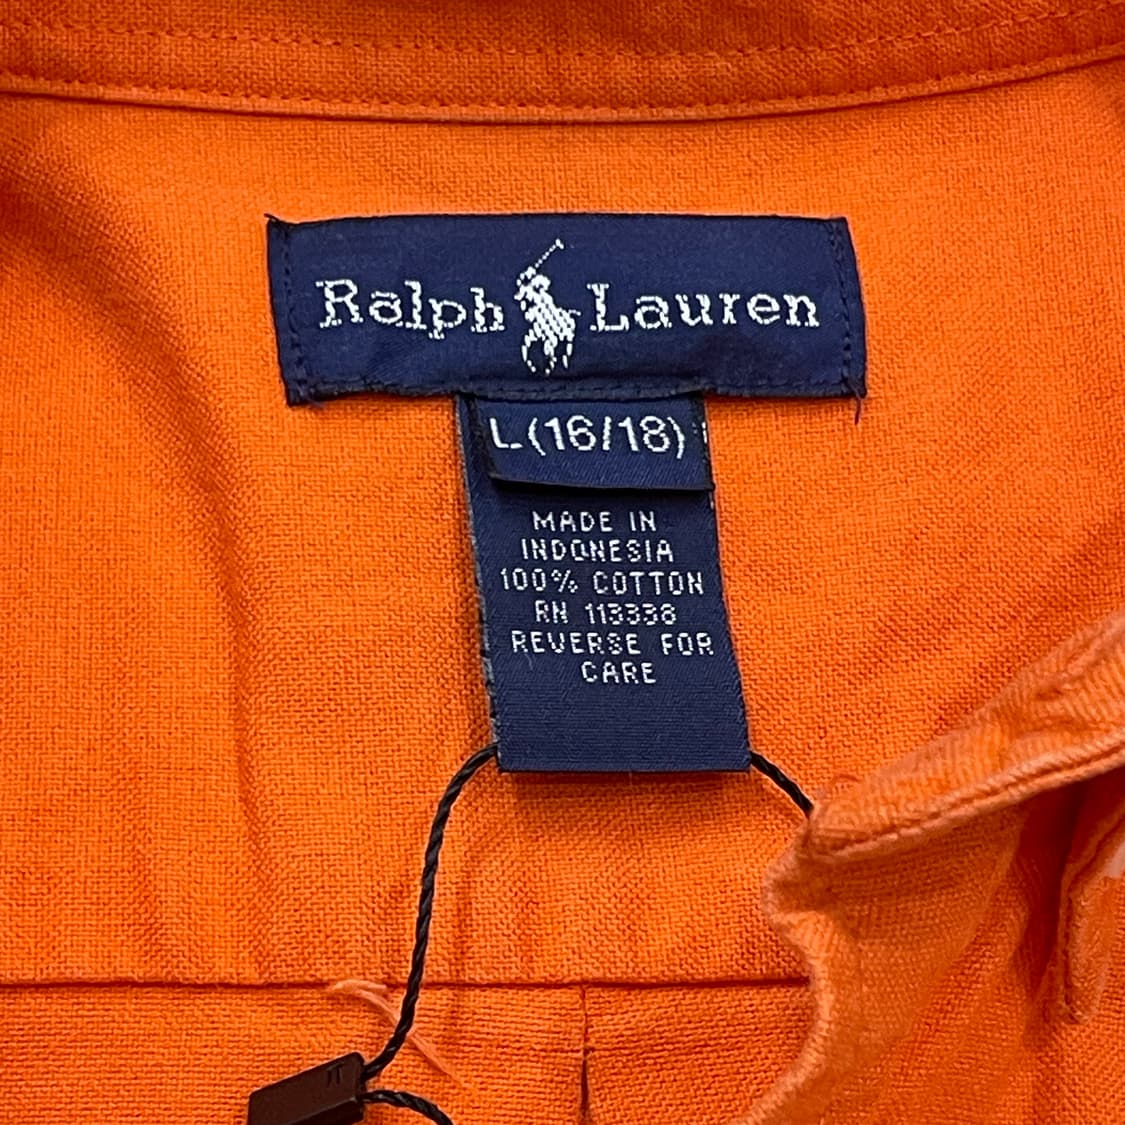 Ralph Lauren
L (16/18)
MADE IN
INDONESIA
100% COTTON
RN 113338
REVERSE FOR
CARE